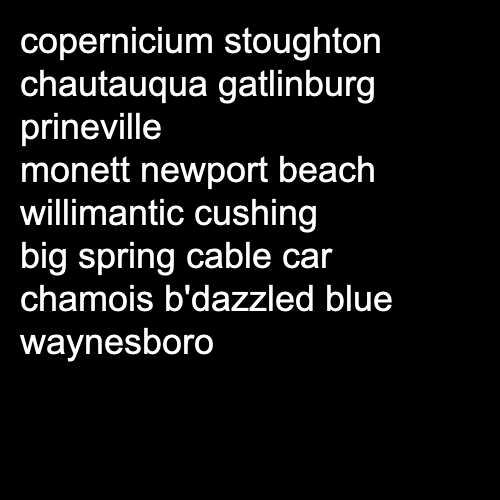 copernicium stoughton
chautauqua gatlinburg
prineville
monett newport beach
willimantic cushing
big spring cable car
chamois b'dazzled blue
waynesboro